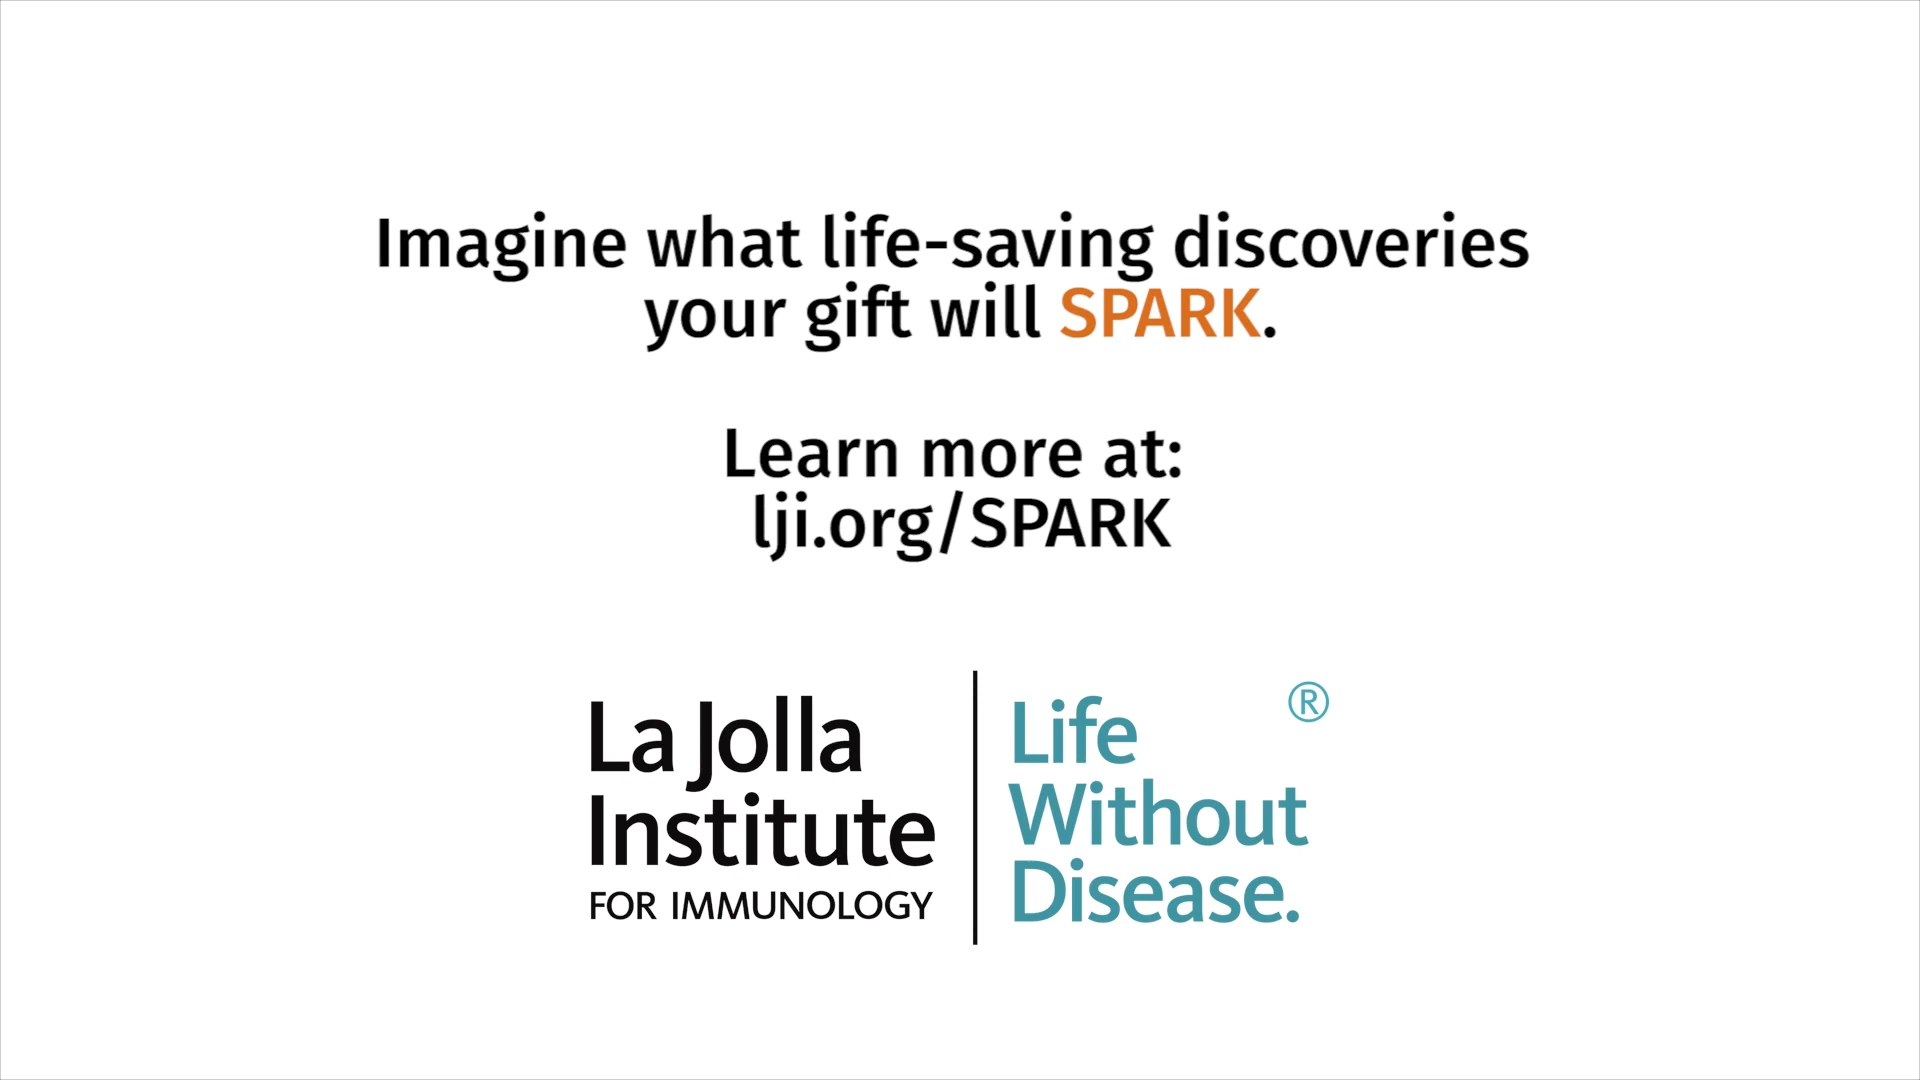 Imagine what life-saving discoveries
your gift will SPARK.
Learn more at:
lji.org/SPARK
La Jolla
Institute
FOR IMMUNOLOGY
Life ®
Without
Disease.